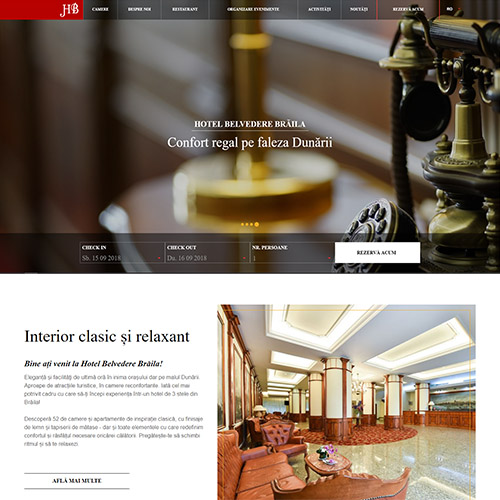 HB
CAMERE DESPRE NOI RESTAURANT ORGANIZARE EVENIMENTE ACTIVITĂȚI NOUTĂȚI REZERVĂ ACUM RO
HOTEL BELVEDERE BRĂILA
Confort regal pe faleza Dunării
CHECK IN CHECK OUT NR. PERSOANE
Sb. 15 09 2018 Du. 16 09 2018 1 REZERVĂ ACUM
Interior clasic și relaxant
Bine ați venit la Hotel Belvedere Brăila!
Eleganță și facilități de ultimă oră în inima orașului dar pe malul Dunării.
Aproape de atracțiile turistice, în camere reconfortante. Iată cel mai
potrivit cadru cu care să îți începi experiența într-un hotel de 3 stele din
Brăila!
Descoperă 52 de camere și apartamente de inspirație clasică, cu finisaje
de lemn și tapiserii de mătase - dar și toate elementele cu care redefinim
confortul și răsfățul necesare oricărei călătorii. Pregătește-te să schimbi
ritmul și să te relaxezi.
AFLĂ MAI MULTE